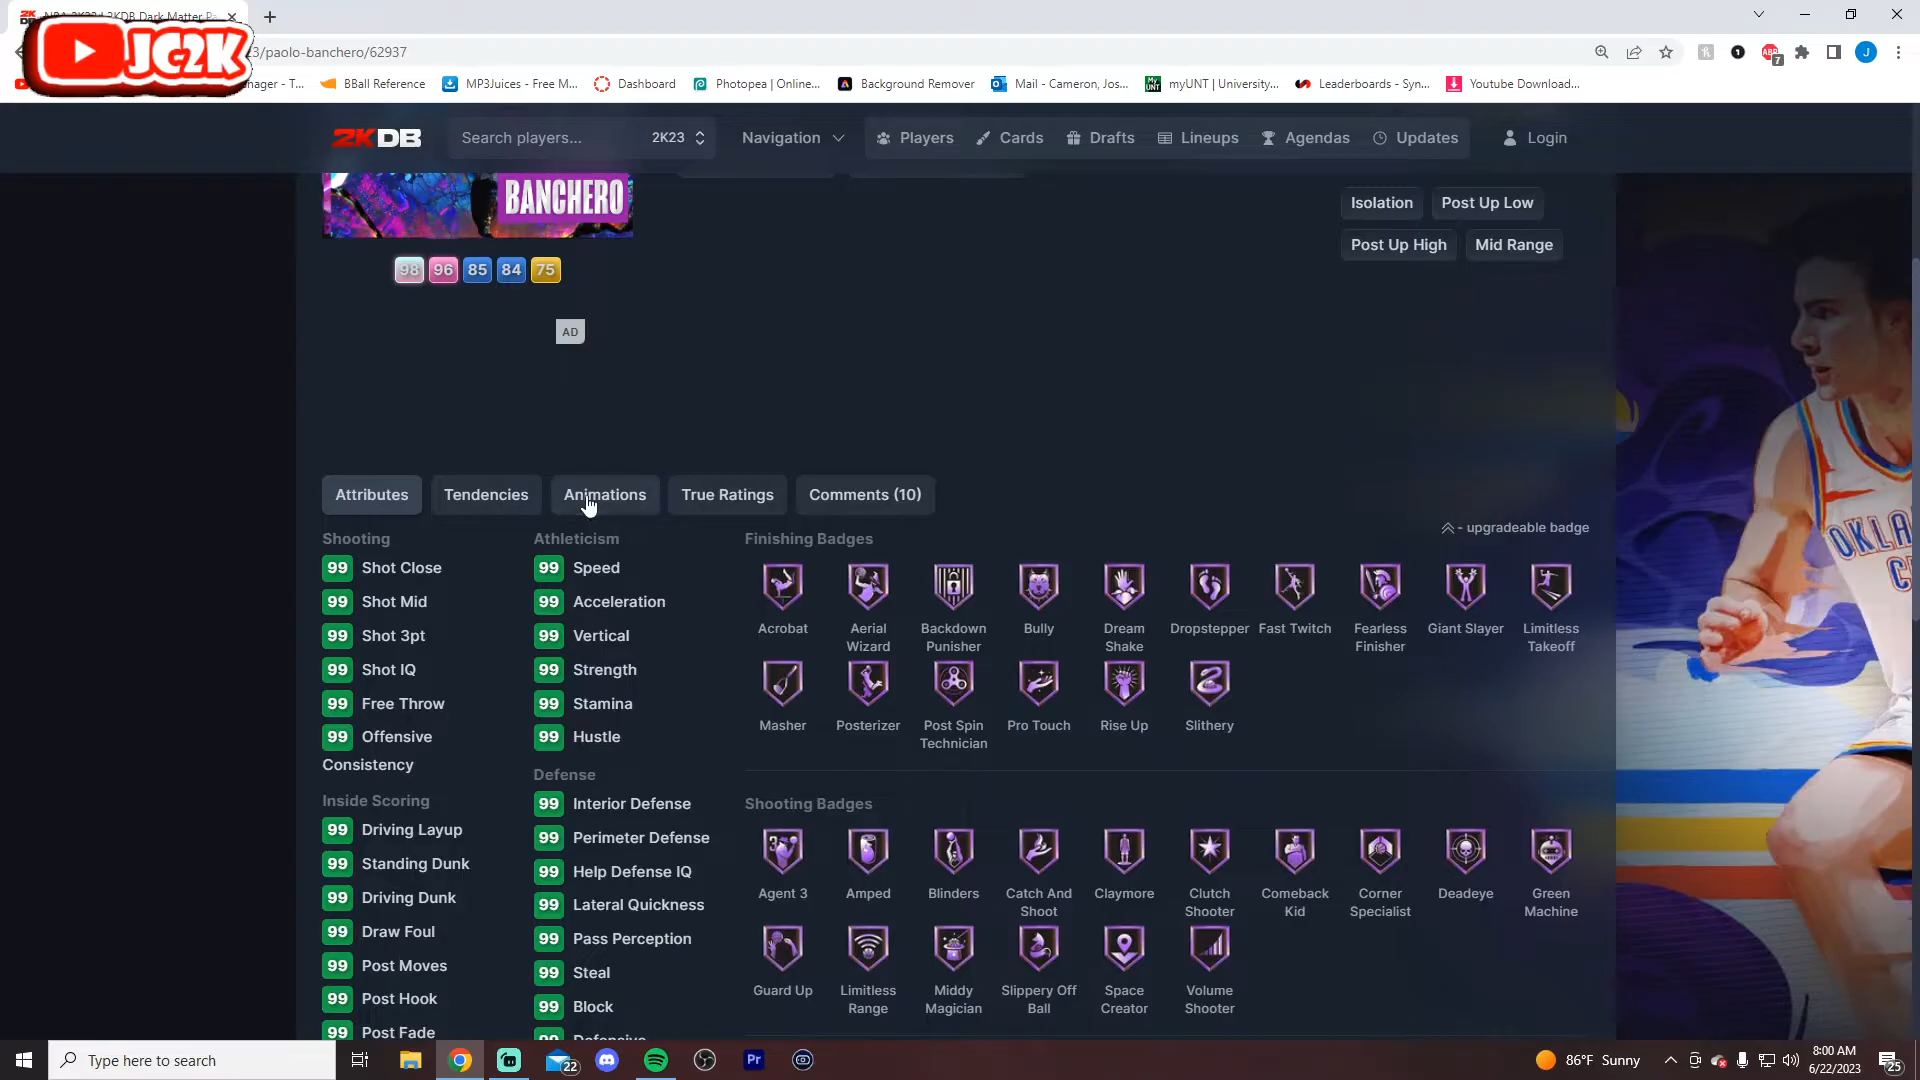 JC2K
3/paolo-banchero/62937
nager - T...
BBall Reference
MP3Juices - Free M...
Dashboard
Photopea | Online...
Background Remover
Mail - Cameron, Jos...
myUNT | University...
Leaderboards - Syn...
Youtube Download...
2KDB
Search players...
2K23
Navigation
Players
Cards
Drafts
Lineups
Agendas
Updates
Login
BANCHERO
Isolation
Post Up Low
Post Up High
Mid Range
98 96 85 84 75
AD
Attributes
Tendencies
Animations
True Ratings
Comments (10)
- upgradeable badge
Shooting
99 Shot Close
99 Shot Mid
99 Shot 3pt
99 Shot IQ
99 Free Throw
99 Offensive
Consistency
Inside Scoring
99 Driving Layup
99 Standing Dunk
99 Driving Dunk
99 Draw Foul
99 Post Moves
99 Post Hook
99 Post Fade
Athleticism
99 Speed
99 Acceleration
99 Vertical
99 Strength
99 Stamina
99 Hustle
Defense
99 Interior Defense
99 Perimeter Defense
99 Help Defense IQ
99 Lateral Quickness
99 Pass Perception
99 Steal
99 Block
99 Defensive
Finishing Badges
Acrobat
Aerial
Wizard
Backdown
Punisher
Bully
Dream
Shake
Dropstepper
Fast Twitch
Fearless
Finisher
Giant Slayer
Limitless
Takeoff
Masher
Posterizer
Post Spin
Technician
Pro Touch
Rise Up
Slithery
Shooting Badges
Agent 3
Amped
Blinders
Catch And
Shoot
Claymore
Clutch
Shooter
Comeback
Kid
Corner
Specialist
Deadeye
Green
Machine
Guard Up
Limitless
Range
Middy
Magician
Slippery Off
Ball
Space
Creator
Volume
Shooter
OKLA
Type here to search
22
Pr
86°F Sunny
8:00 AM
6/22/2023
25